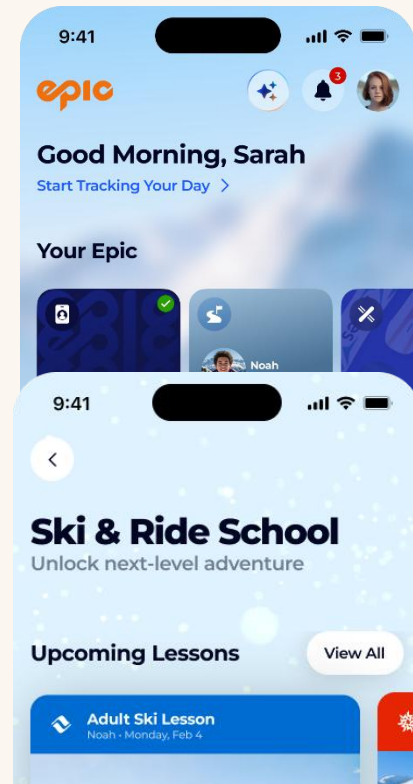 9:41
epic
3
Good Morning, Sarah
Start Tracking Your Day
Your Epic
Noah
9:41
Ski & Ride School
Unlock next-level adventure
Upcoming Lessons
View All
Adult Ski Lesson
Noah • Monday, Feb 4